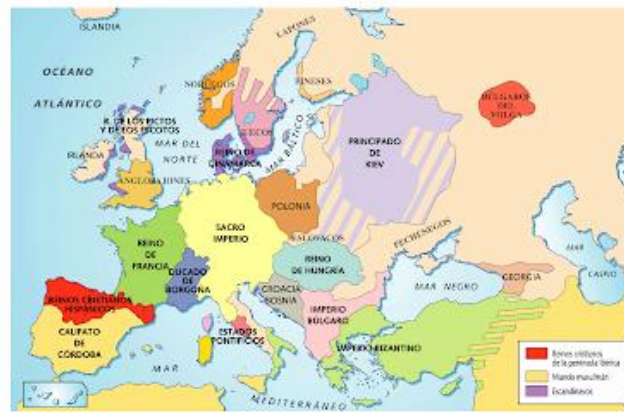 ISLANDIA
LAPONES
OCÉANO
ATLÁNTICO
NORUEGOS
FINESES
SUECOS
R. DE LOS PICTOS
Y DE LOS ESCOTOS
MAR DEL
NORTE
REINO DE
DINAMARCA
MAR BÁLTICO
IRLANDA
ANGLOSAJONES
PRINCIPADO
DE
KIEV
BÚLGAROS
DEL
VOLGA
POLONIA
SACRO
IMPERIO
ESLOVACOS
PECHENEGOS
REINO
DE FRANCIA
DUCADO
DE
BORGOÑA
REINO
DE HUNGRÍA
CROACIA
BOSNIA
MAR
CASPIO
GEORGIA
MAR NEGRO
REINOS CRISTIANOS
HISPÁNICOS
CALIFATO
DE
CÓRDOBA
ESTADOS
PONTIFICIOS
IMPERIO
BÚLGARO
IMPERIO BIZANTINO
MAR
MEDITERRÁNEO
Reinos cristianos
de la península ibérica
Mundo musulmán
Escandinavos